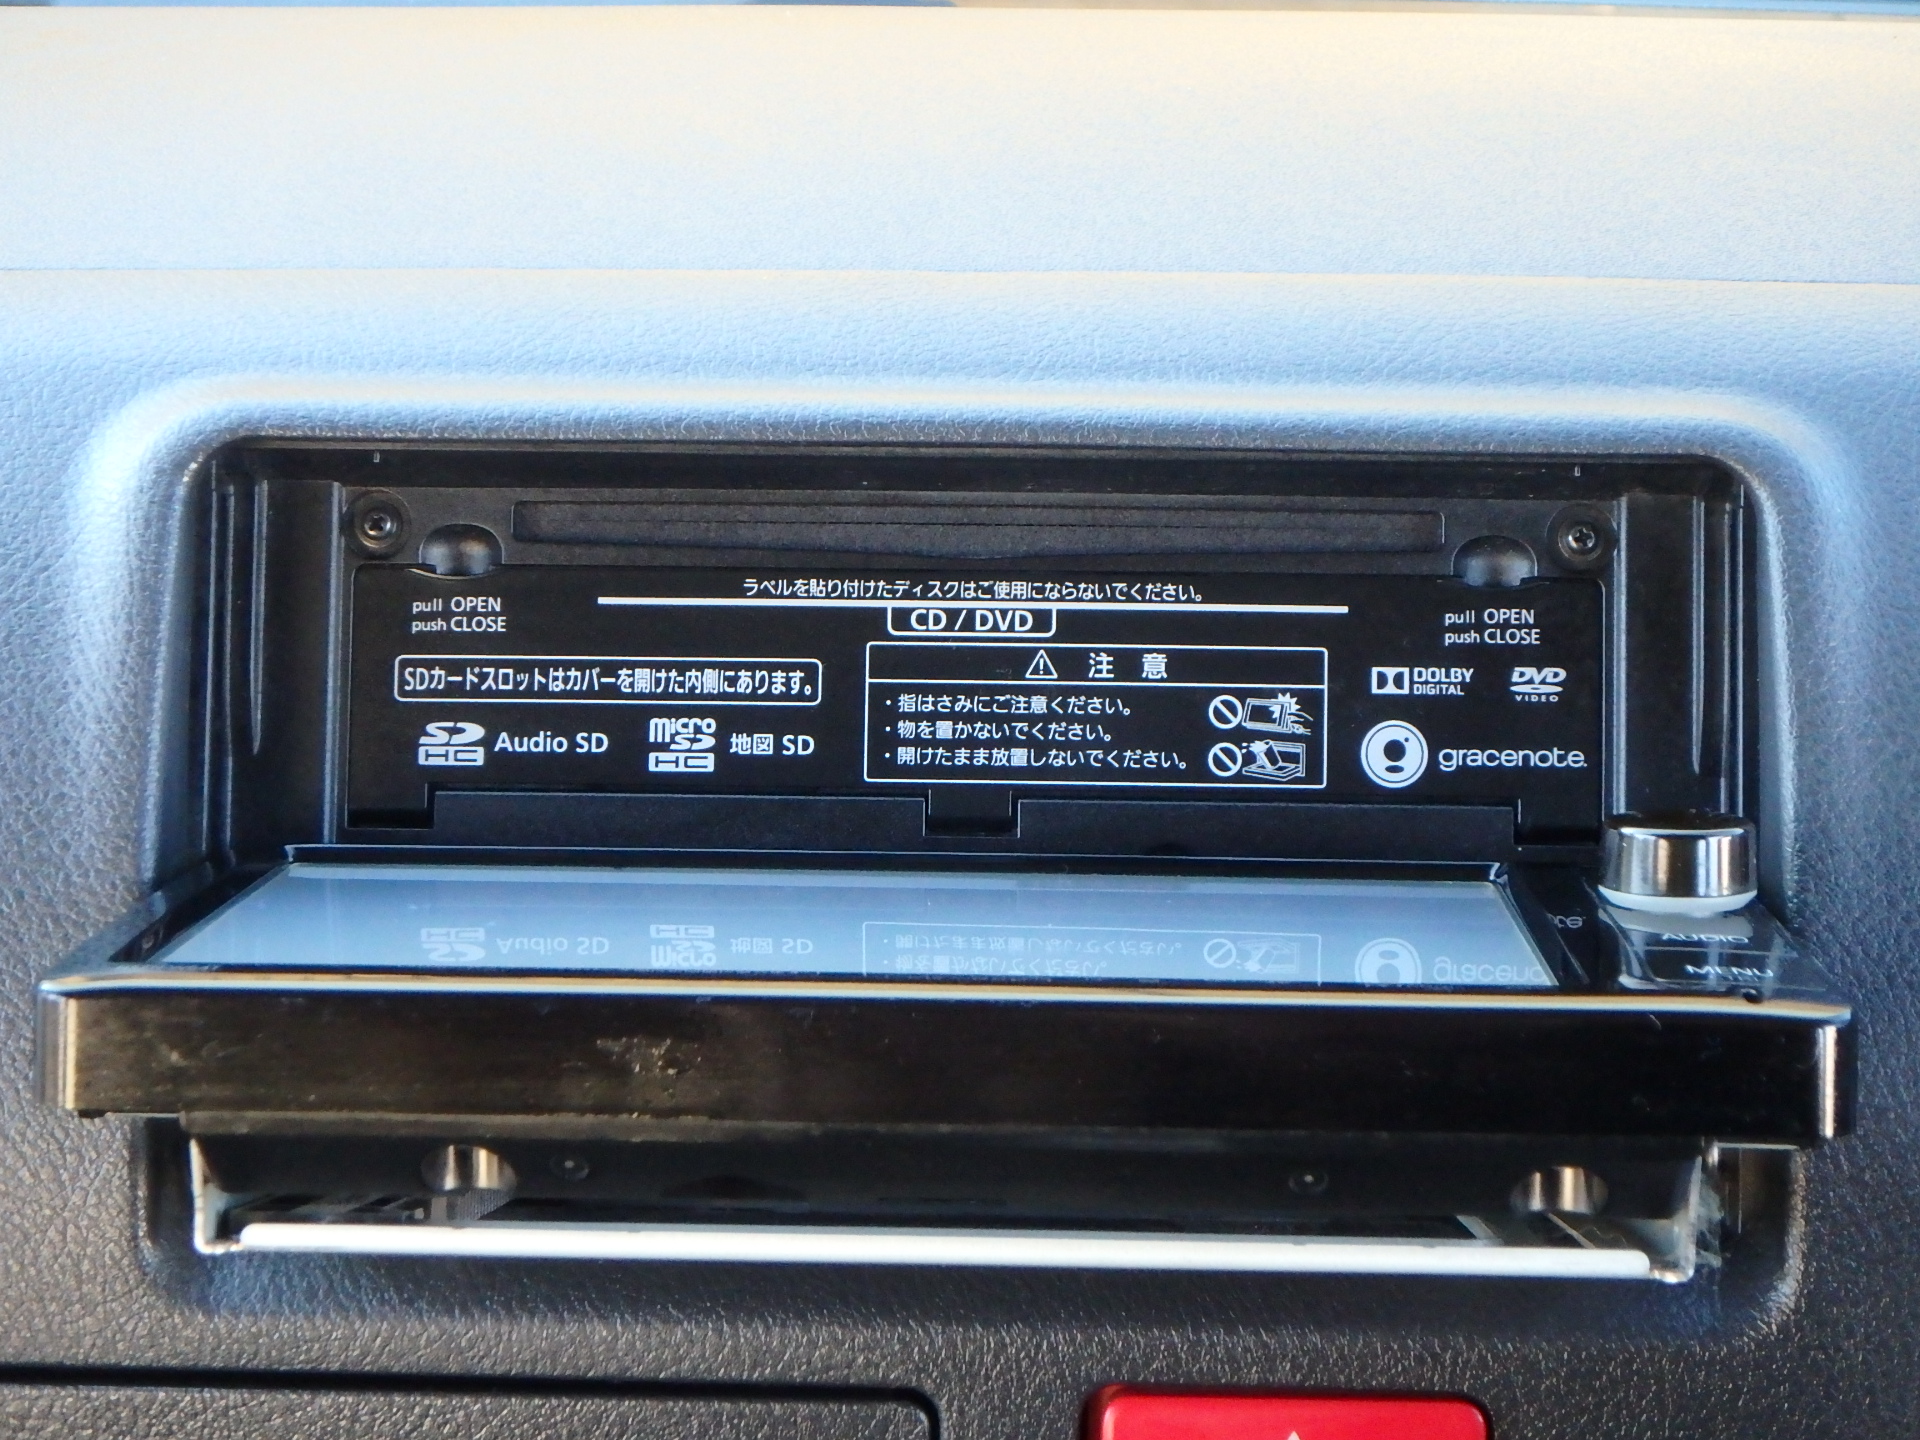 ラベルを貼り付けたディスクはご使用にならないでください。
pull OPEN
push CLOSE
CD / DVD
pull OPEN
push CLOSE
SDカードスロットはカバーを開けた内側にあります。
SD HC Audio SD
micro SD HC 地図 SD
⚠ 注 意
・指はさみにご注意ください。
・物を置かないでください。
・開けたまま放置しないでください。
DOLBY DIGITAL
DVD VIDEO
gracenote.
AUDIO
MENU